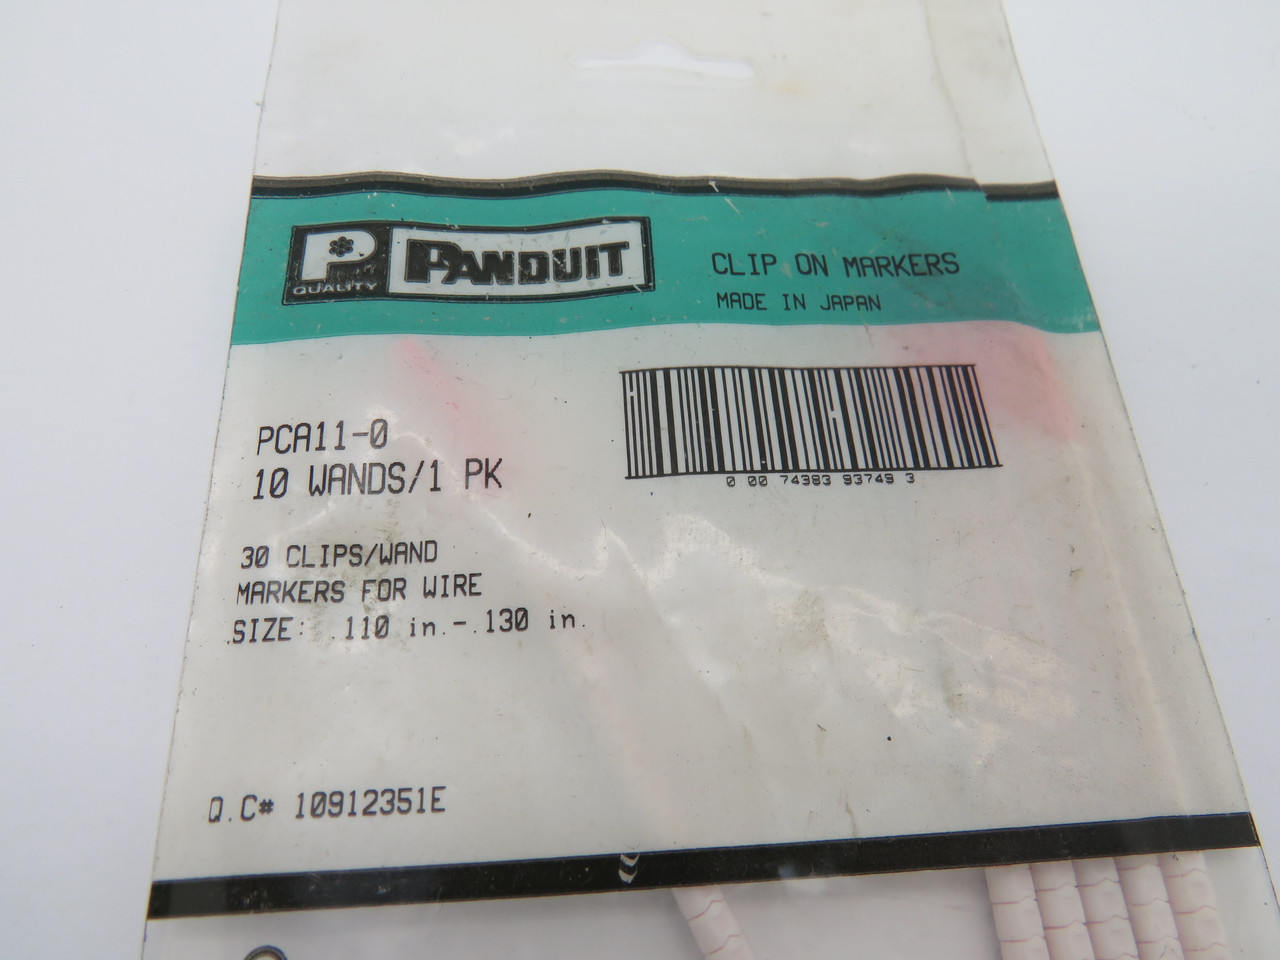 P QUALITY PANDUIT
CLIP ON MARKERS
MADE IN JAPAN
PCA11-0
10 WANDS/1 PK
0 00 74383 93749 3
30 CLIPS/WAND
MARKERS FOR WIRE
SIZE: .110 in.-.130 in.
Q.C# 10912351E